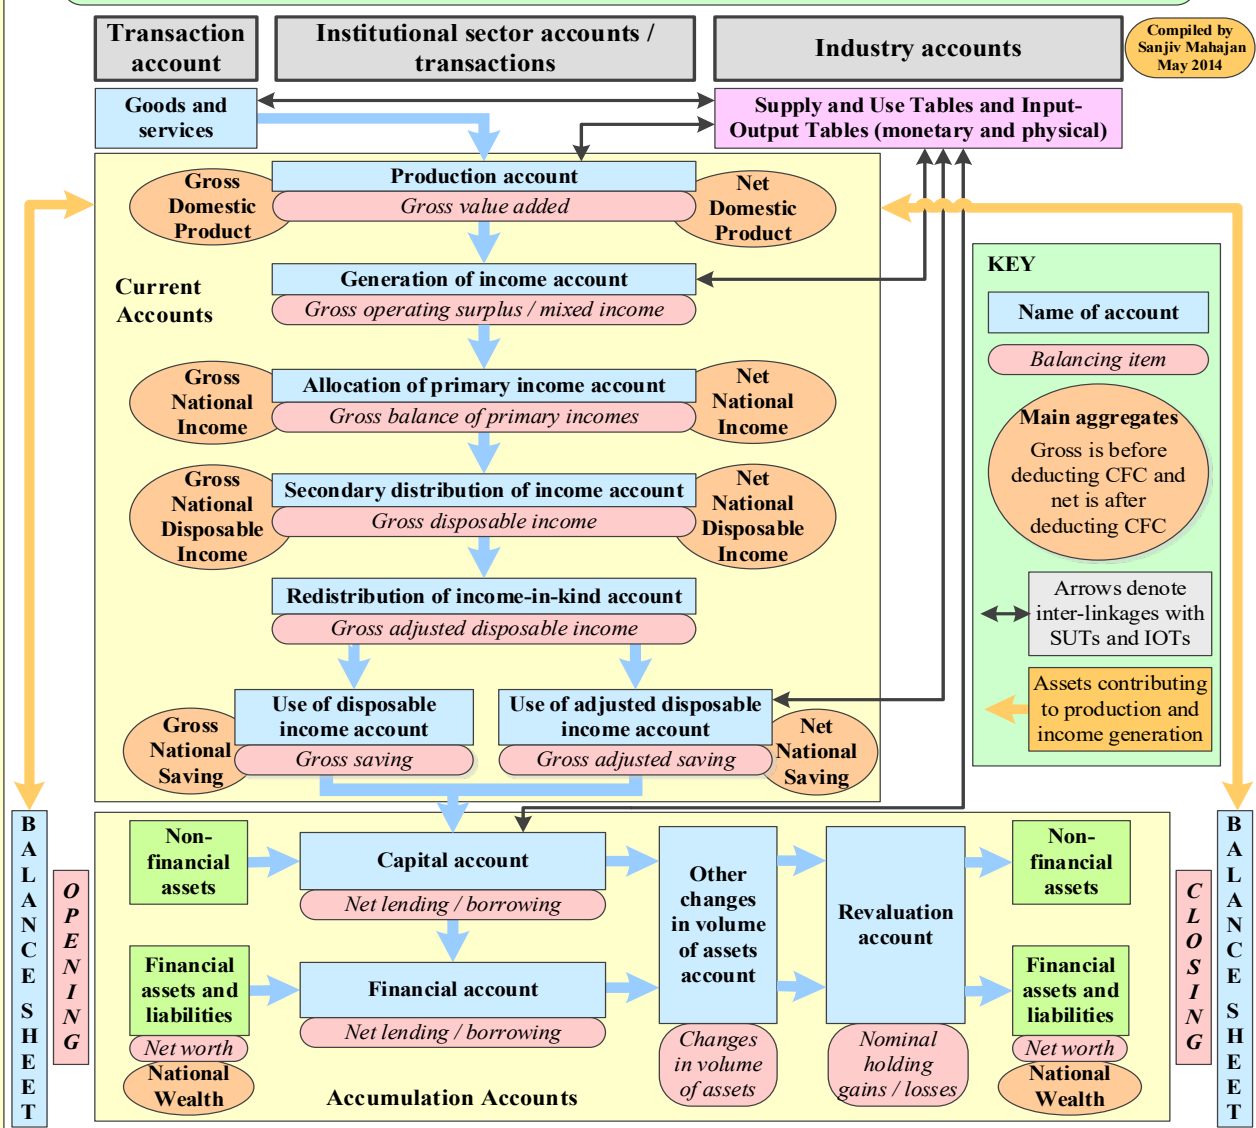 Transaction
account
Institutional sector accounts /
transactions
Industry accounts
Compiled by
Sanjiv Mahajan
May 2014
Goods and
services
Supply and Use Tables and Input-
Output Tables (monetary and physical)
Production account
Gross value added
Gross
Domestic
Product
Net
Domestic
Product
Current
Accounts
Generation of income account
Gross operating surplus / mixed income
Gross
National
Income
Allocation of primary income account
Gross balance of primary incomes
Net
National
Income
Gross
National
Disposable
Income
Secondary distribution of income account
Gross disposable income
Net
National
Disposable
Income
Redistribution of income-in-kind account
Gross adjusted disposable income
Gross
National
Saving
Use of disposable
income account
Gross saving
Use of adjusted disposable
income account
Gross adjusted saving
Net
National
Saving
KEY
Name of account
Balancing item
Main aggregates
Gross is before
deducting CFC and
net is after
deducting CFC
Arrows denote
inter-linkages with
SUTs and IOTs
Assets contributing
to production and
income generation
BALANCE SHEET
OPENING
Non-
financial
assets
Financial
assets and
liabilities
Net worth
National
Wealth
Capital account
Net lending / borrowing
Financial account
Net lending / borrowing
Accumulation Accounts
Other
changes
in volume
of assets
account
Changes
in volume
of assets
Revaluation
account
Nominal
holding
gains / losses
Non-
financial
assets
Financial
assets and
liabilities
Net worth
National
Wealth
CLOSING
BALANCE SHEET